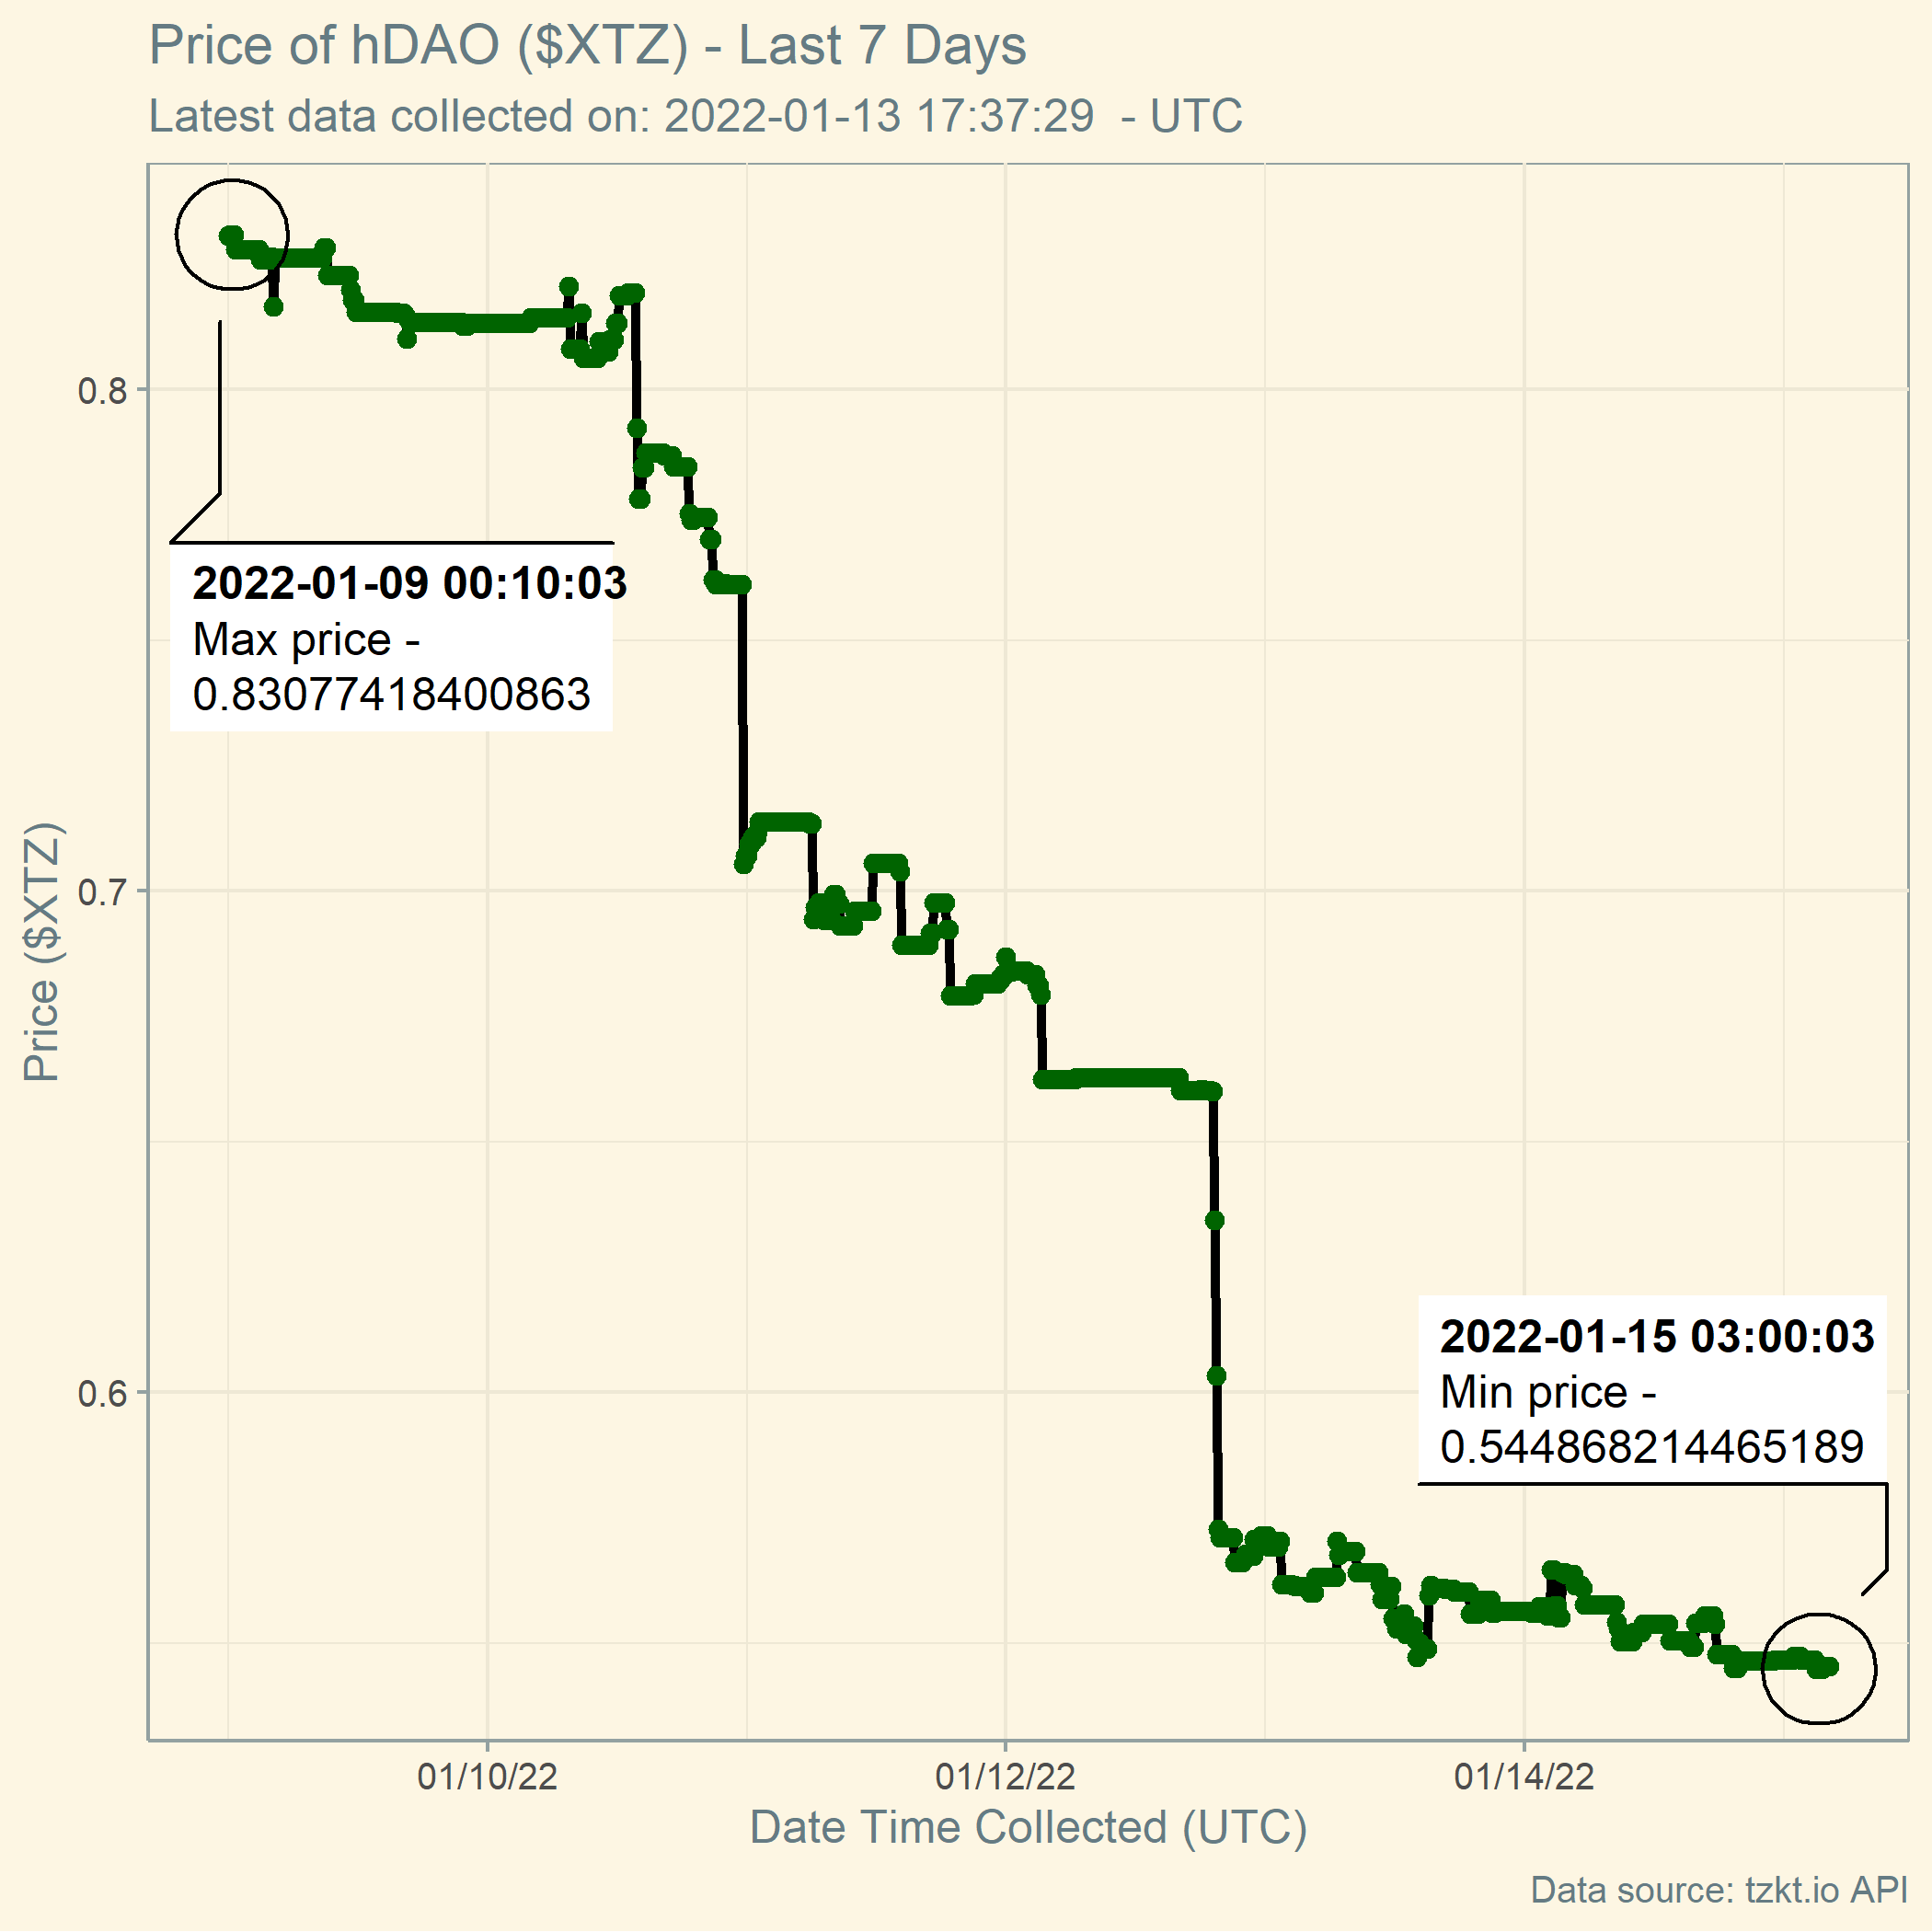 Price of hDAO ($XTZ) - Last 7 Days
Latest data collected on: 2022-01-13 17:37:29  - UTC
0.8
2022-01-09 00:10:03
Max price -
0.83077418400863
Price ($XTZ)
0.7
0.6
2022-01-15 03:00:03
Min price -
0.544868214465189
01/10/22
01/12/22
01/14/22
Date Time Collected (UTC)
Data source: tzkt.io API